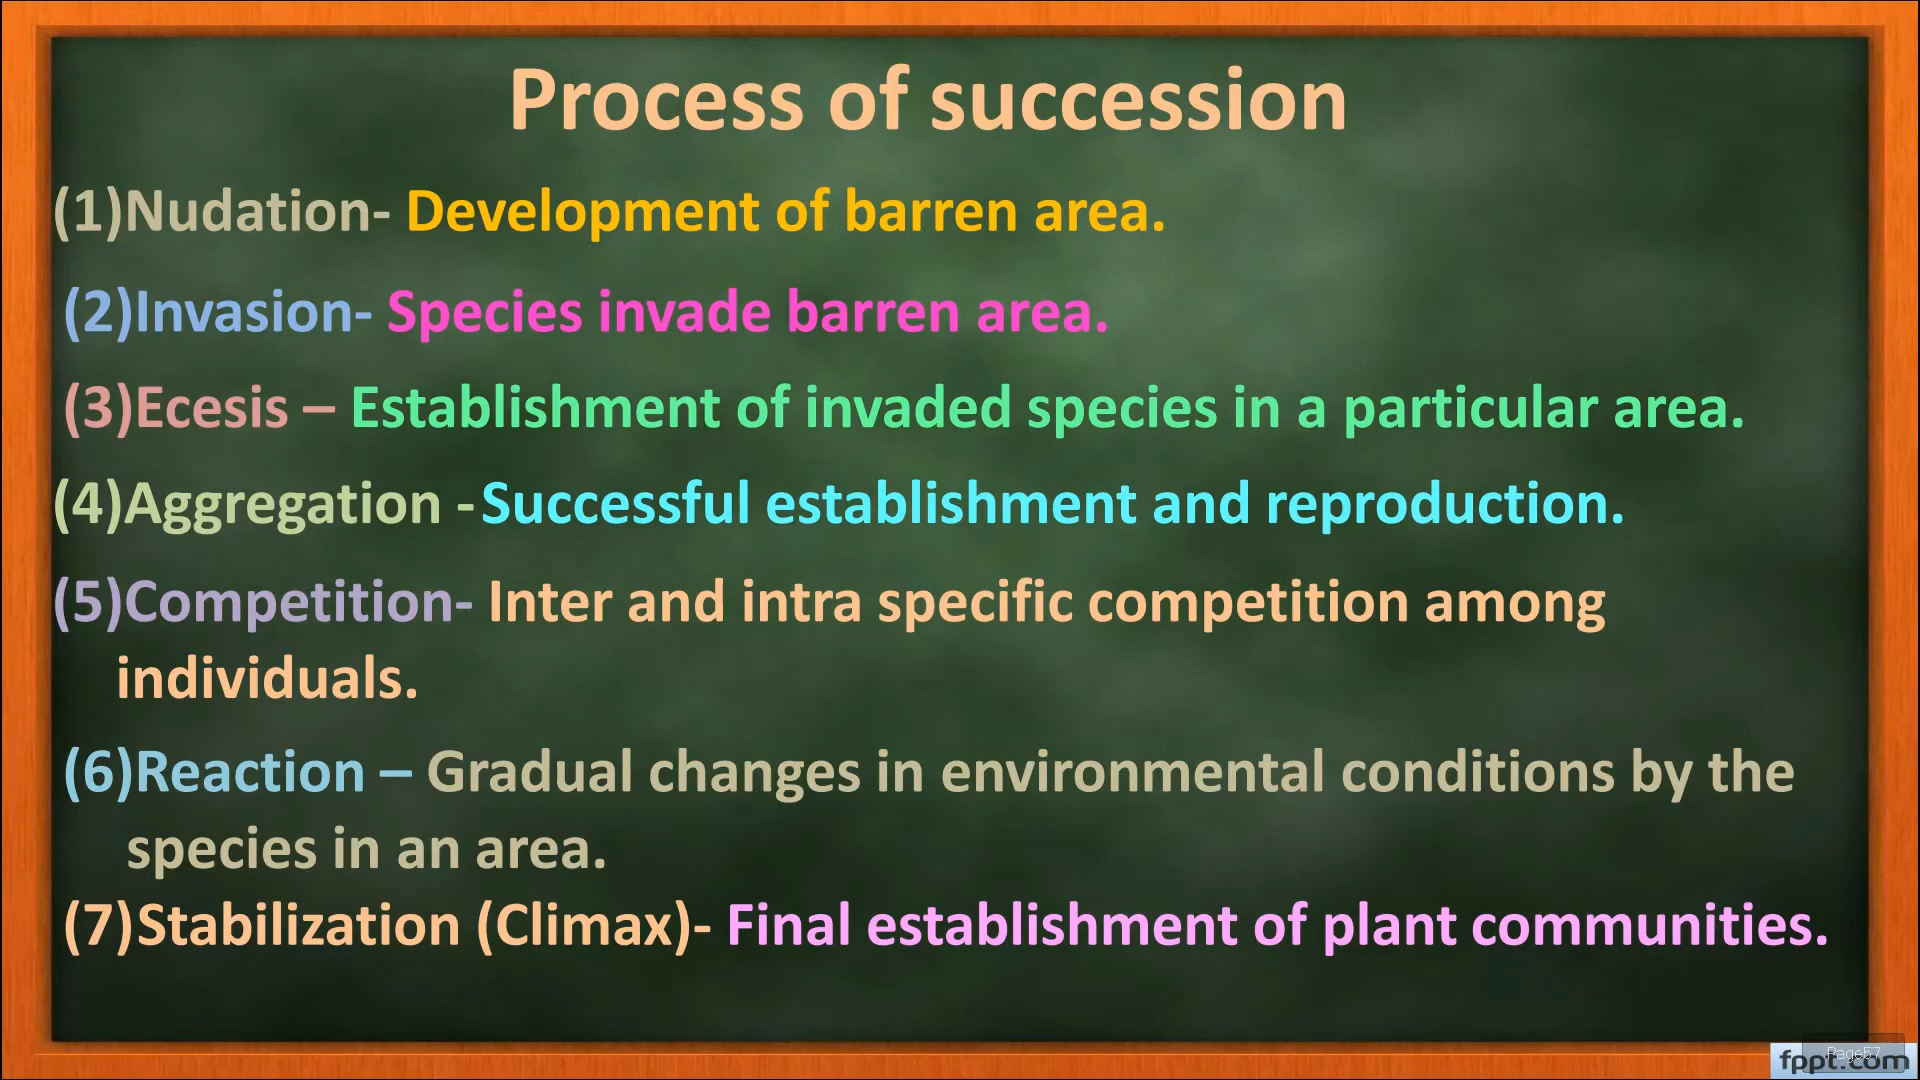 Process of succession
(1)Nudation- Development of barren area.
(2)Invasion- Species invade barren area.
(3)Ecesis – Establishment of invaded species in a particular area.
(4)Aggregation -Successful establishment and reproduction.
(5)Competition- Inter and intra specific competition among
individuals.
(6)Reaction – Gradual changes in environmental conditions by the
species in an area.
(7)Stabilization (Climax)- Final establishment of plant communities.
Page57
fppt.com